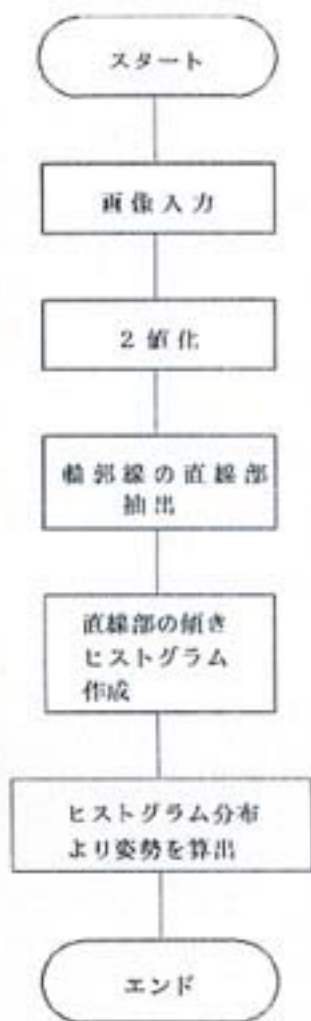 スタート
画像入力
2値化
輪郭線の直線部
抽出
直線部の傾き
ヒストグラム
作成
ヒストグラム分布
より姿勢を算出
エンド